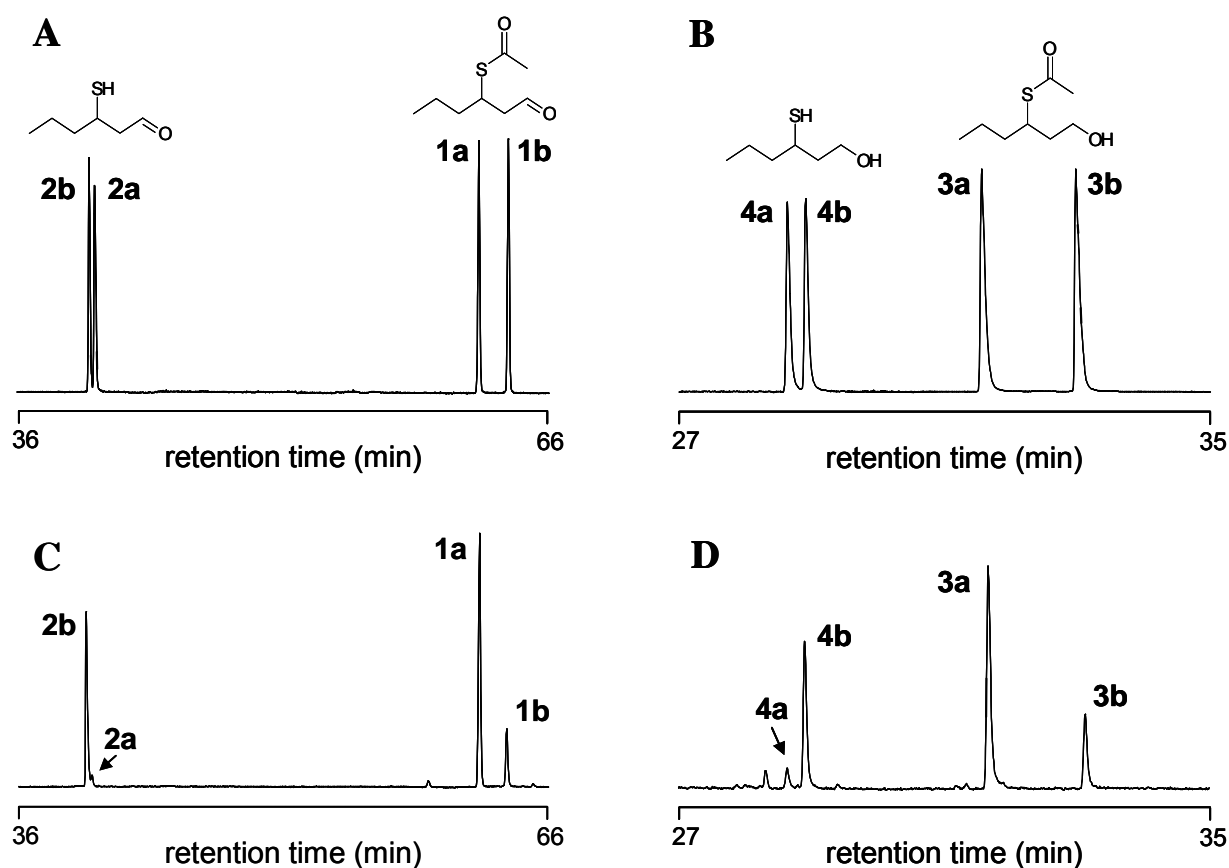 A
O
S
SH
O
O
1a 1b
2b 2a
36 66
retention time (min)
B
O
S
SH
OH
OH
3a 3b
4a 4b
27 35
retention time (min)
C
1a
2b
1b
2a
36 66
retention time (min)
D
3a
4b
3b
4a
27 35
retention time (min)